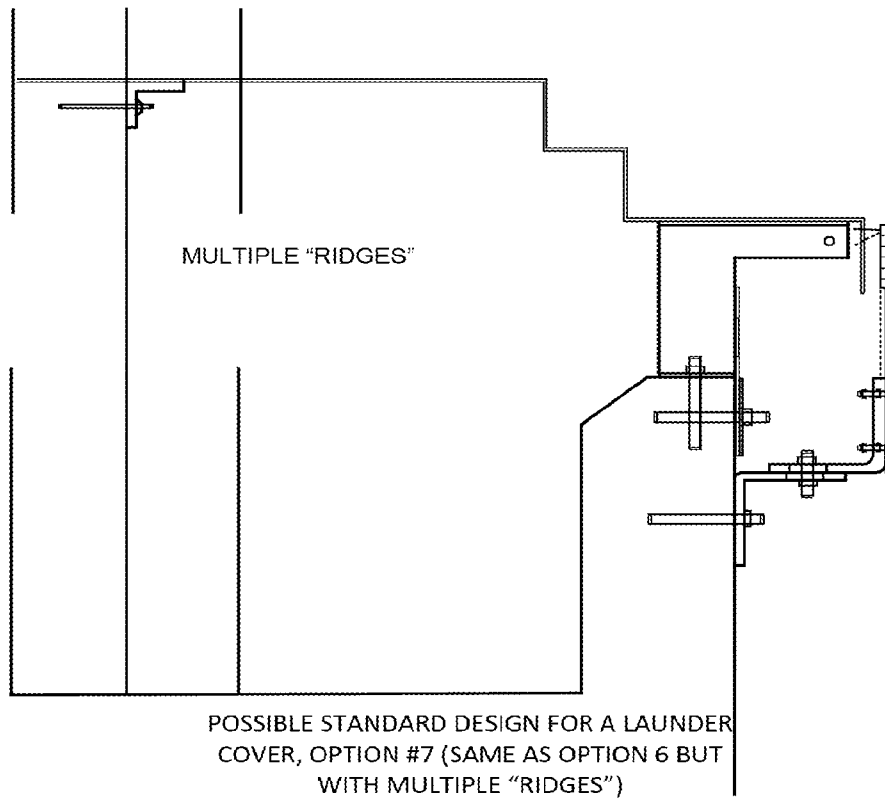 MULTIPLE “RIDGES”
POSSIBLE STANDARD DESIGN FOR A LAUNDER
COVER, OPTION #7 (SAME AS OPTION 6 BUT
WITH MULTIPLE “RIDGES”)